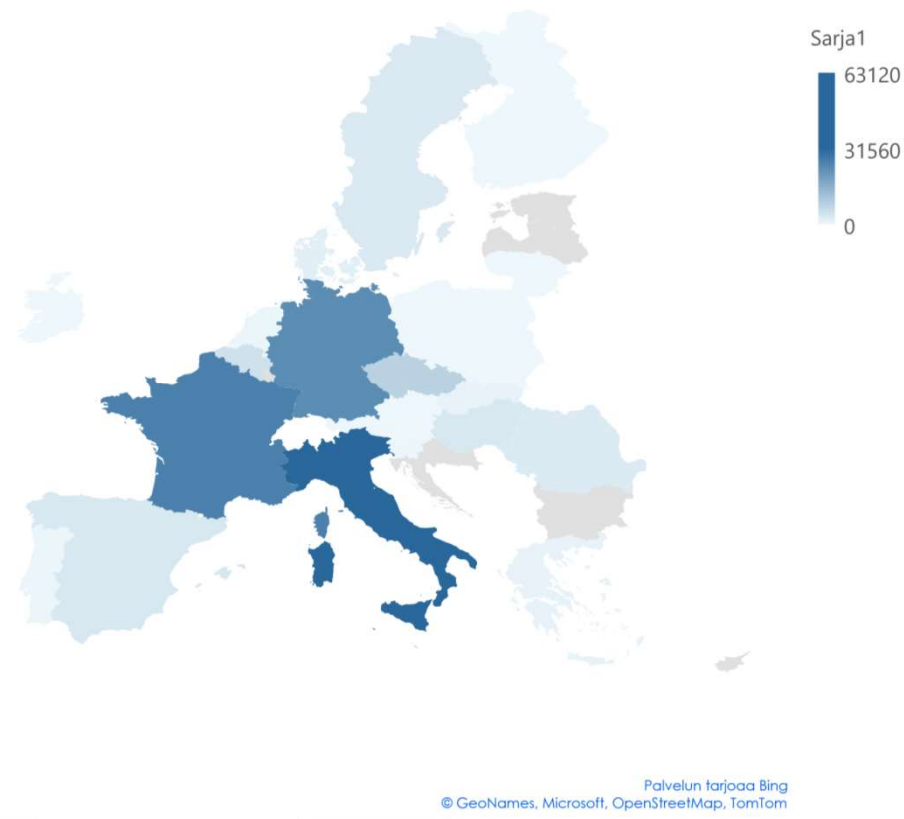 Sarja1
63120
31560
0
Palvelun tarjoaa Bing
© GeoNames, Microsoft, OpenStreetMap, TomTom